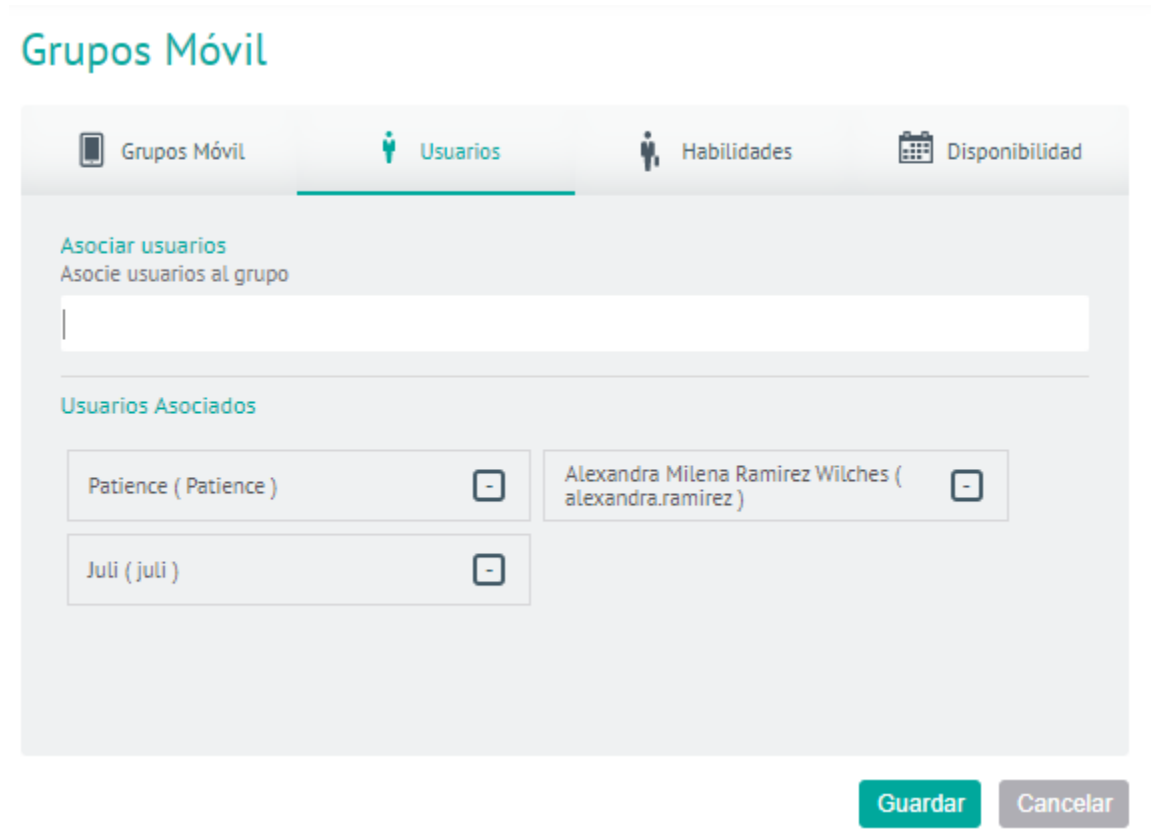 Grupos Móvil
Grupos Móvil
Usuarios
Habilidades
Disponibilidad
Asociar usuarios
Asocie usuarios al grupo
Usuarios Asociados
Patience ( Patience )
-
Alexandra Milena Ramirez Wilches (
alexandra.ramirez )
-
Juli ( juli )
-
Guardar
Cancelar